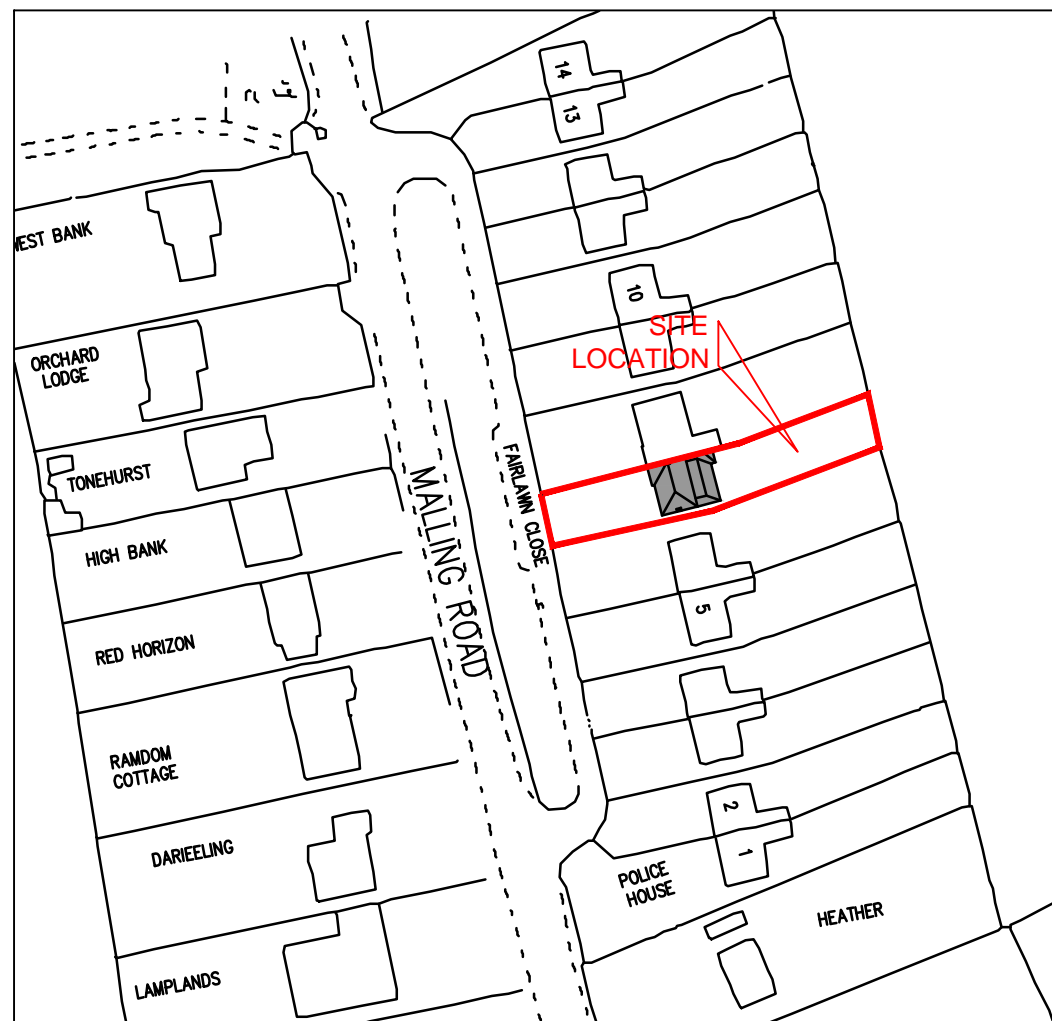 14
13
WEST BANK
10
SITE
LOCATION
ORCHARD
LODGE
TONEHURST
FAIRLAWN CLOSE
MALLING ROAD
HIGH BANK
5
RED HORIZON
RAMDOM
COTTAGE
2
1
DARIEELING
POLICE
HOUSE
HEATHER
LAMPLANDS